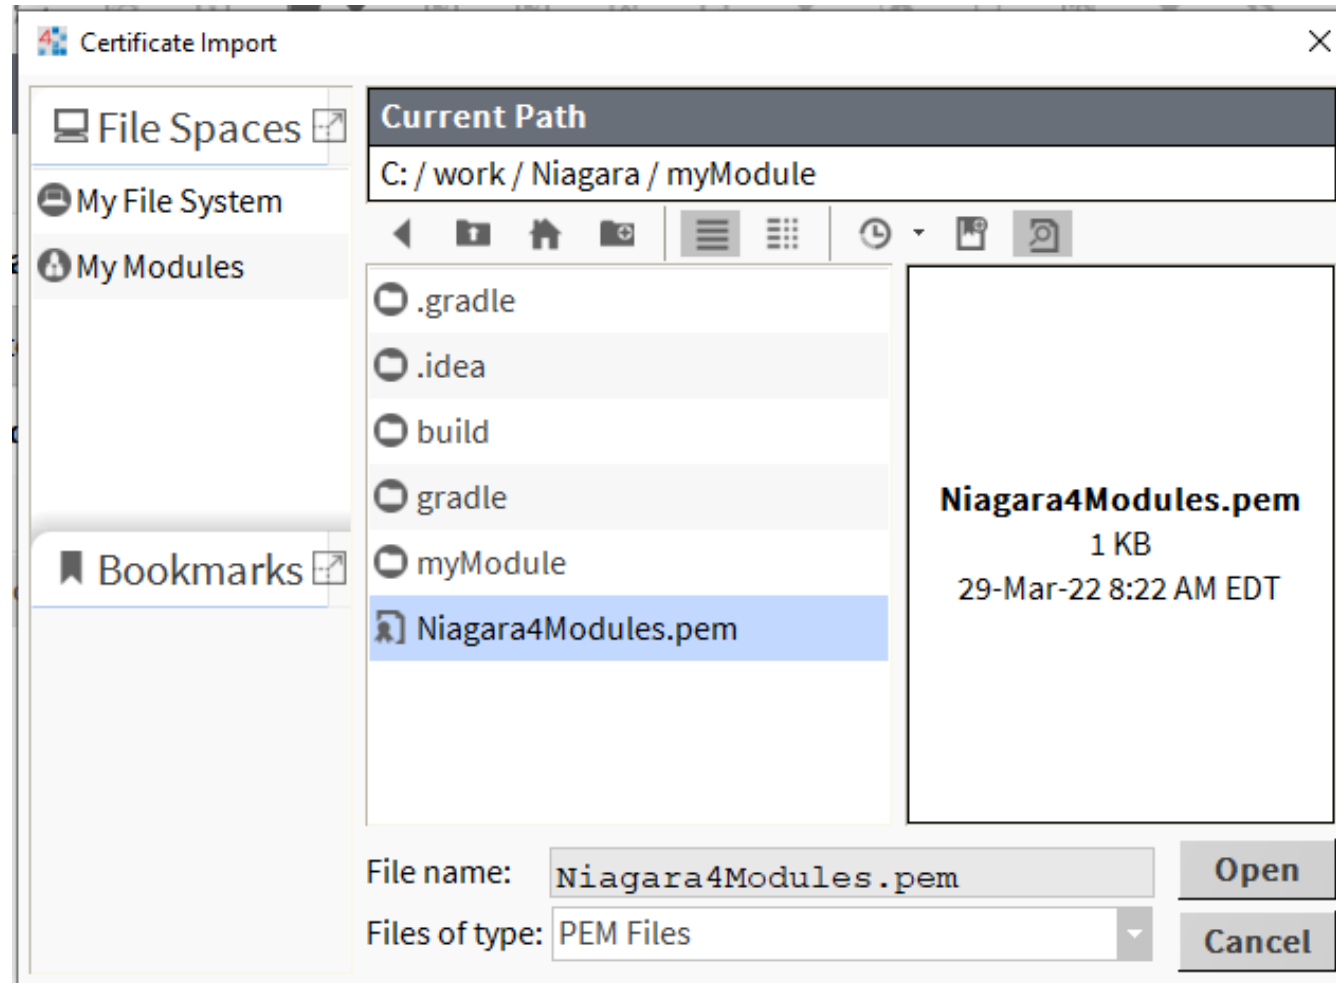 Certificate Import
File Spaces
My File System
My Modules
Bookmarks
Current Path
C: / work / Niagara / myModule
.gradle
.idea
build
gradle
myModule
Niagara4Modules.pem
Niagara4Modules.pem
1 KB
29-Mar-22 8:22 AM EDT
File name: Niagara4Modules.pem
Open
Files of type: PEM Files
Cancel